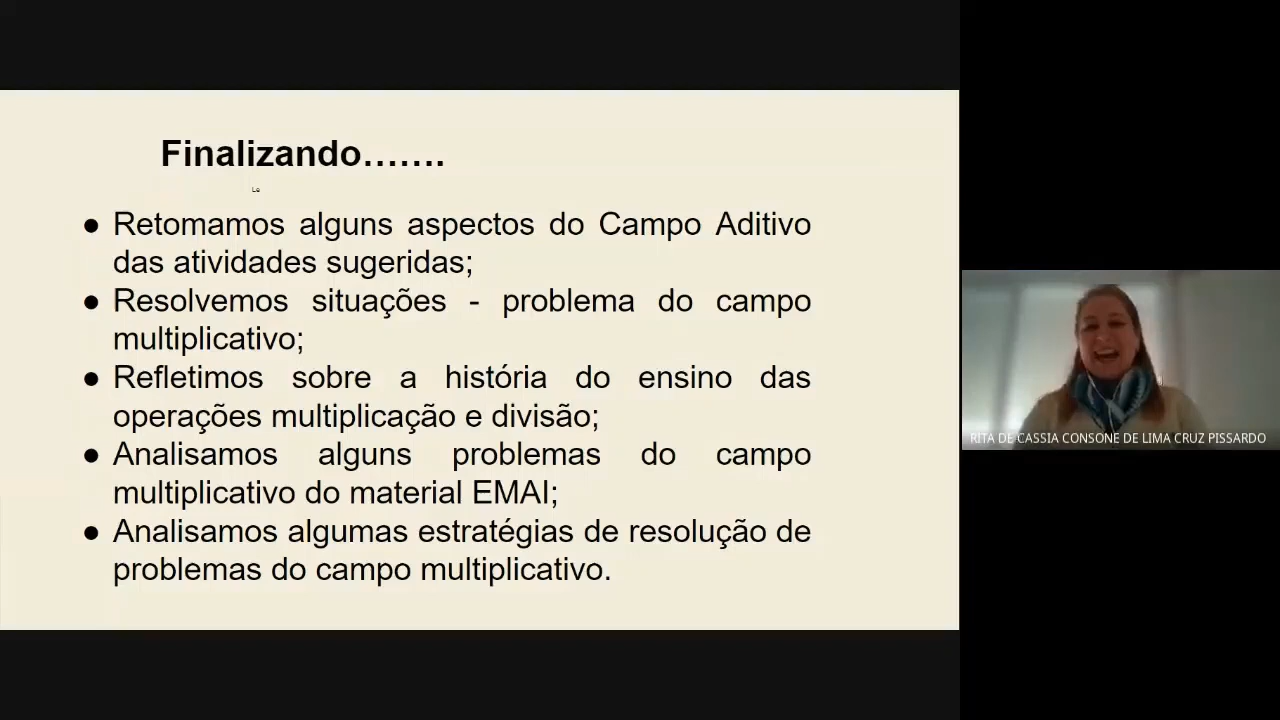 Finalizando.......
Le
● Retomamos alguns aspectos do Campo Aditivo
das atividades sugeridas;
● Resolvemos situações - problema do campo
multiplicativo;
● Refletimos sobre a história do ensino das
operações multiplicação e divisão;
● Analisamos alguns problemas do campo
multiplicativo do material EMAI;
● Analisamos algumas estratégias de resolução de
problemas do campo multiplicativo.
RITA DE CASSIA CONSONE DE LIMA CRUZ PISSARDO